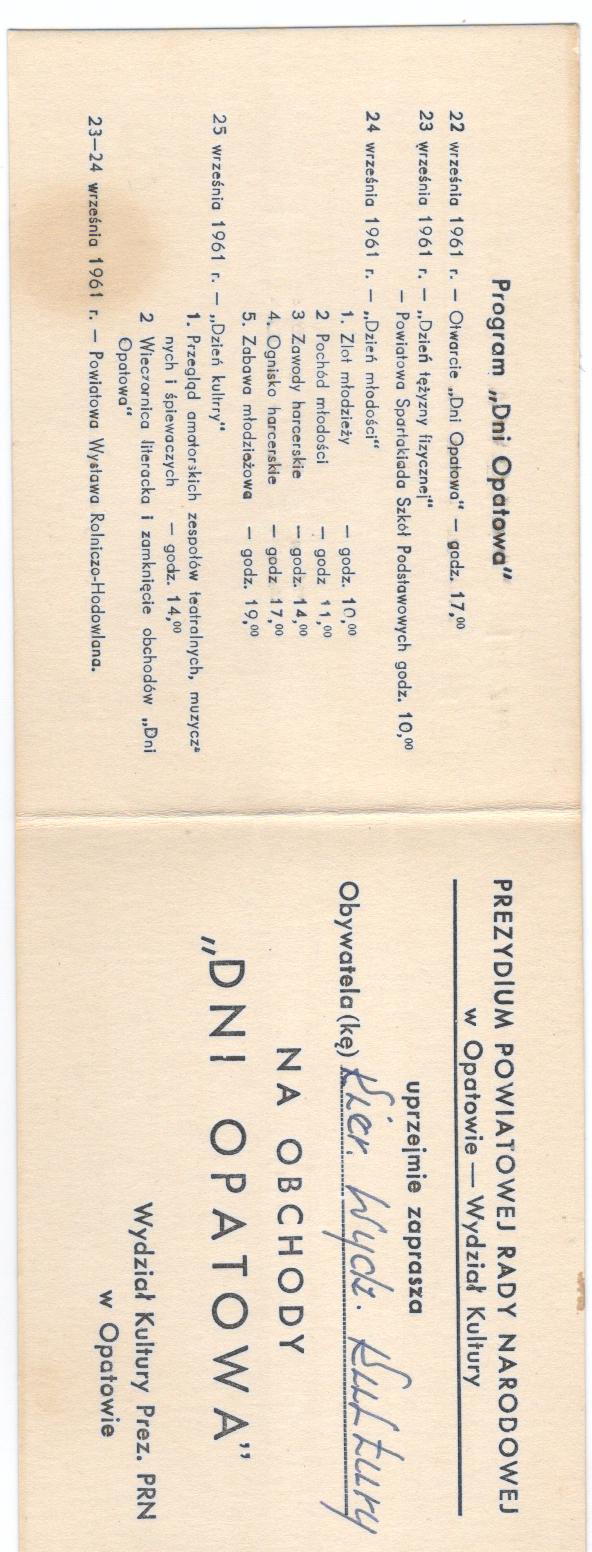 Program „Dni Opatowa"
22 września 1961 r. — Otwarcie „Dni Opatowa" — godz. 17,00
23 września 1961 r. — „Dzień tężyzny fizycznej"
— Powiatowa Spartakiada Szkół Podstawowych godz. 10,00
24 września 1961 r. — „Dzień młodości"
1. Zlot młodzieży — godz. 10,00
2 Pochód młodości — godz 11,00
3 Zawody harcerskie — godz. 14,00
4. Ognisko harcerskie — godz 17,00
5. Zabawa młodzieżowa — godz. 19,00
25 września 1961 r. — „Dzień kultrry"
1. Przegląd amatorskich zespołów teatralnych, muzycz-
nych i śpiewaczych — godz. 14,00
2 Wieczornica literacka i zamknięcie obchodów „Dni
Opatowa"
23—24 września 1961 r. — Powiatowa Wystawa Rolniczo-Hodowlana.
PREZYDIUM POWIATOWEJ RADY NARODOWEJ
w Opatowie — Wydział Kultury
uprzejmie zaprasza
Obywatela (kę) Kier. Wydz. Kultury
NA OBCHODY
„DNI OPATOWA"
Wydział Kultury Prez. PRN
w Opatowie